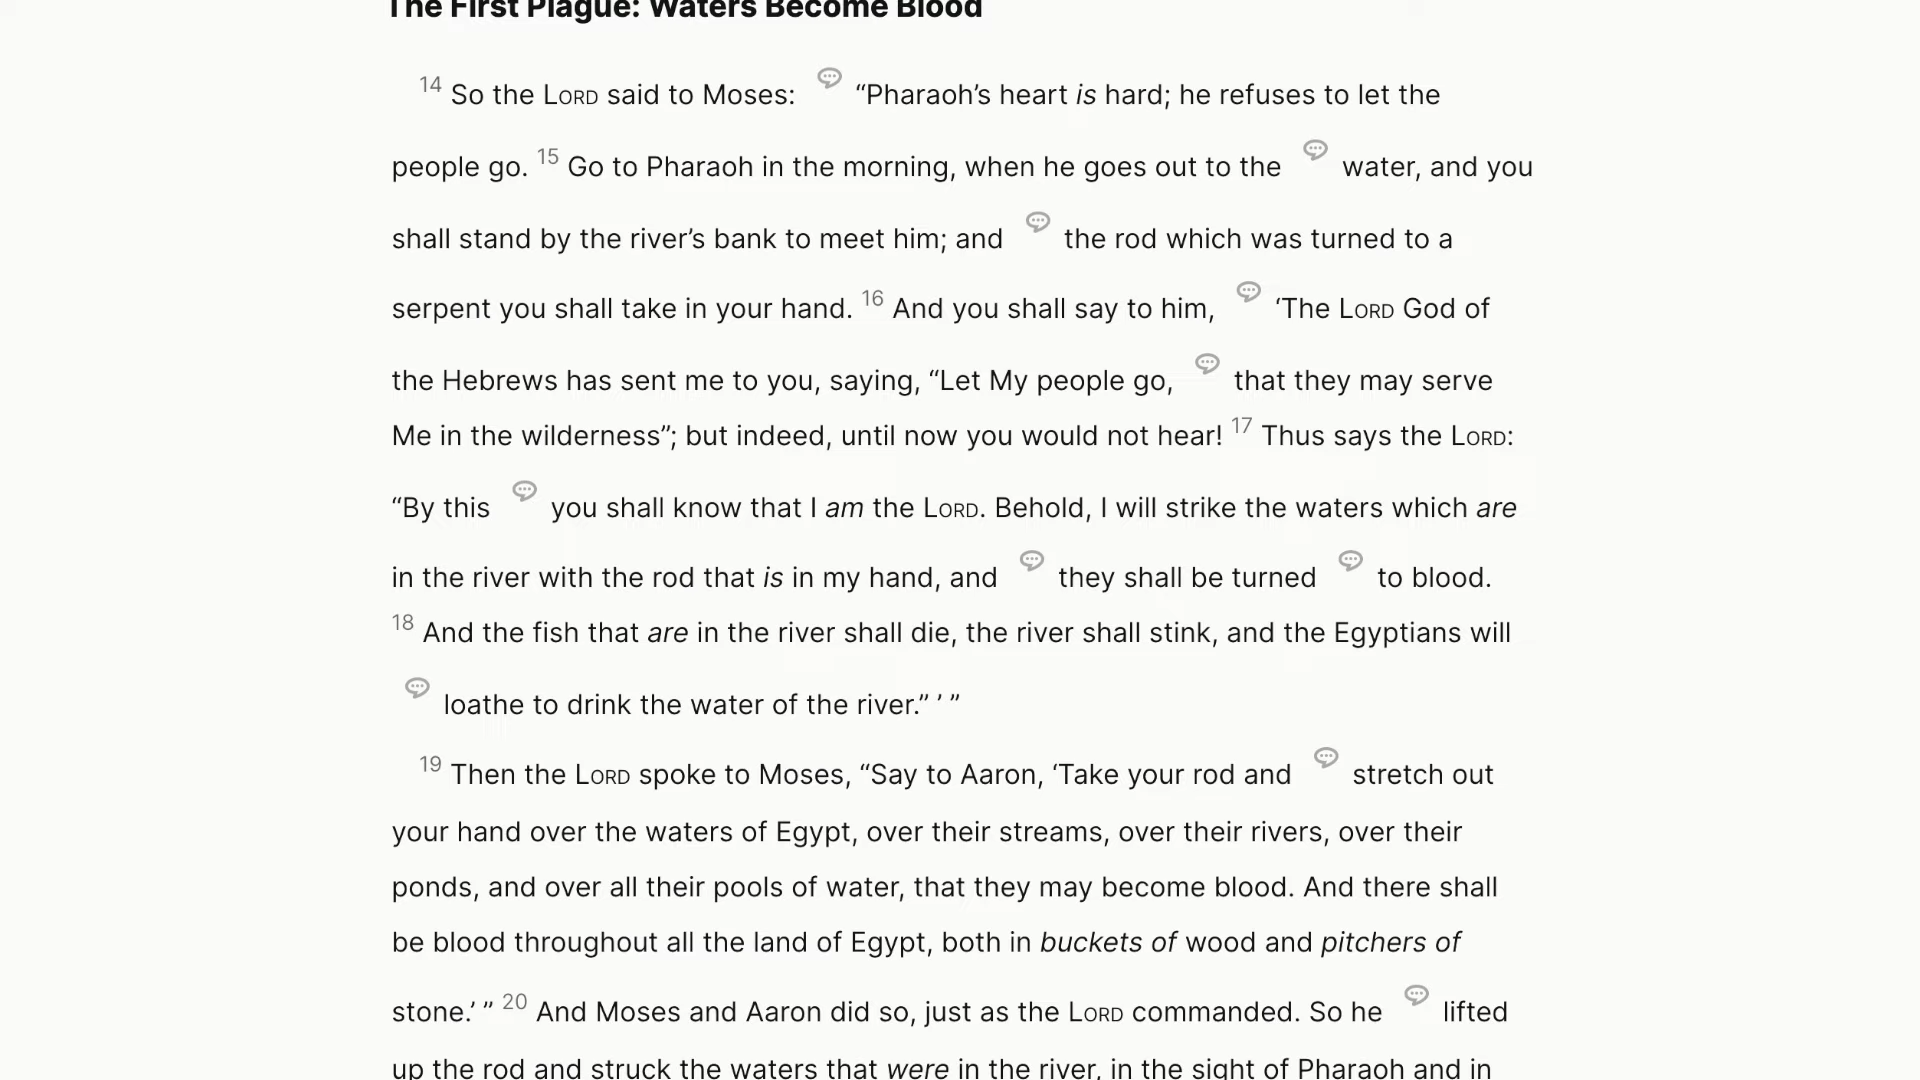 The First Plague: Waters Become Blood
14 So the LORD said to Moses: “Pharaoh’s heart is hard; he refuses to let the
people go. 15 Go to Pharaoh in the morning, when he goes out to the water, and you
shall stand by the river’s bank to meet him; and the rod which was turned to a
serpent you shall take in your hand. 16 And you shall say to him, ‘The LORD God of
the Hebrews has sent me to you, saying, “Let My people go, that they may serve
Me in the wilderness”; but indeed, until now you would not hear! 17 Thus says the LORD:
“By this you shall know that I am the LORD. Behold, I will strike the waters which are
in the river with the rod that is in my hand, and they shall be turned to blood.
18 And the fish that are in the river shall die, the river shall stink, and the Egyptians will
loathe to drink the water of the river.” ’ ”
19 Then the LORD spoke to Moses, “Say to Aaron, ‘Take your rod and stretch out
your hand over the waters of Egypt, over their streams, over their rivers, over their
ponds, and over all their pools of water, that they may become blood. And there shall
be blood throughout all the land of Egypt, both in buckets of wood and pitchers of
stone.’ ” 20 And Moses and Aaron did so, just as the LORD commanded. So he lifted
up the rod and struck the waters that were in the river, in the sight of Pharaoh and in